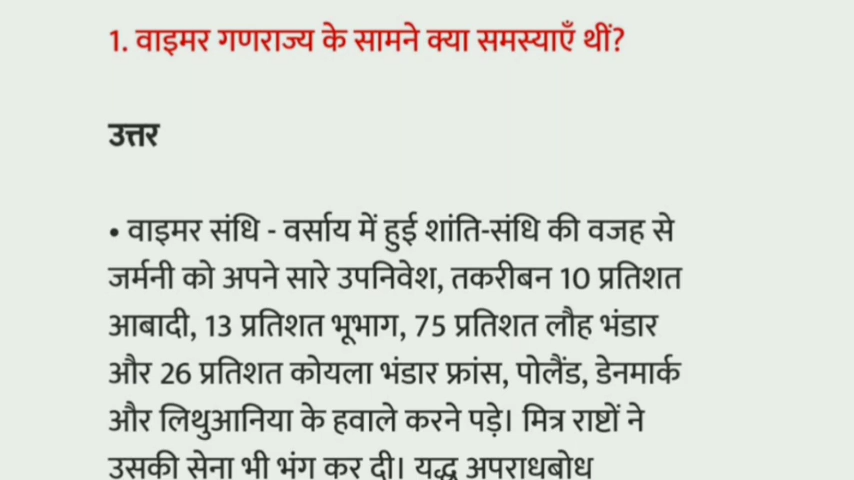 1. वाइमर गणराज्य के सामने क्या समस्याएँ थीं?
उत्तर
• वाइमर संधि - वर्साय में हुई शांति-संधि की वजह से
जर्मनी को अपने सारे उपनिवेश, तकरीबन 10 प्रतिशत
आबादी, 13 प्रतिशत भूभाग, 75 प्रतिशत लौह भंडार
और 26 प्रतिशत कोयला भंडार फ्रांस, पोलैंड, डेनमार्क
और लिथुआनिया के हवाले करने पड़े। मित्र राष्टों ने
उसकी सेना भी भंग कर दी। युद्ध अपराधबोध